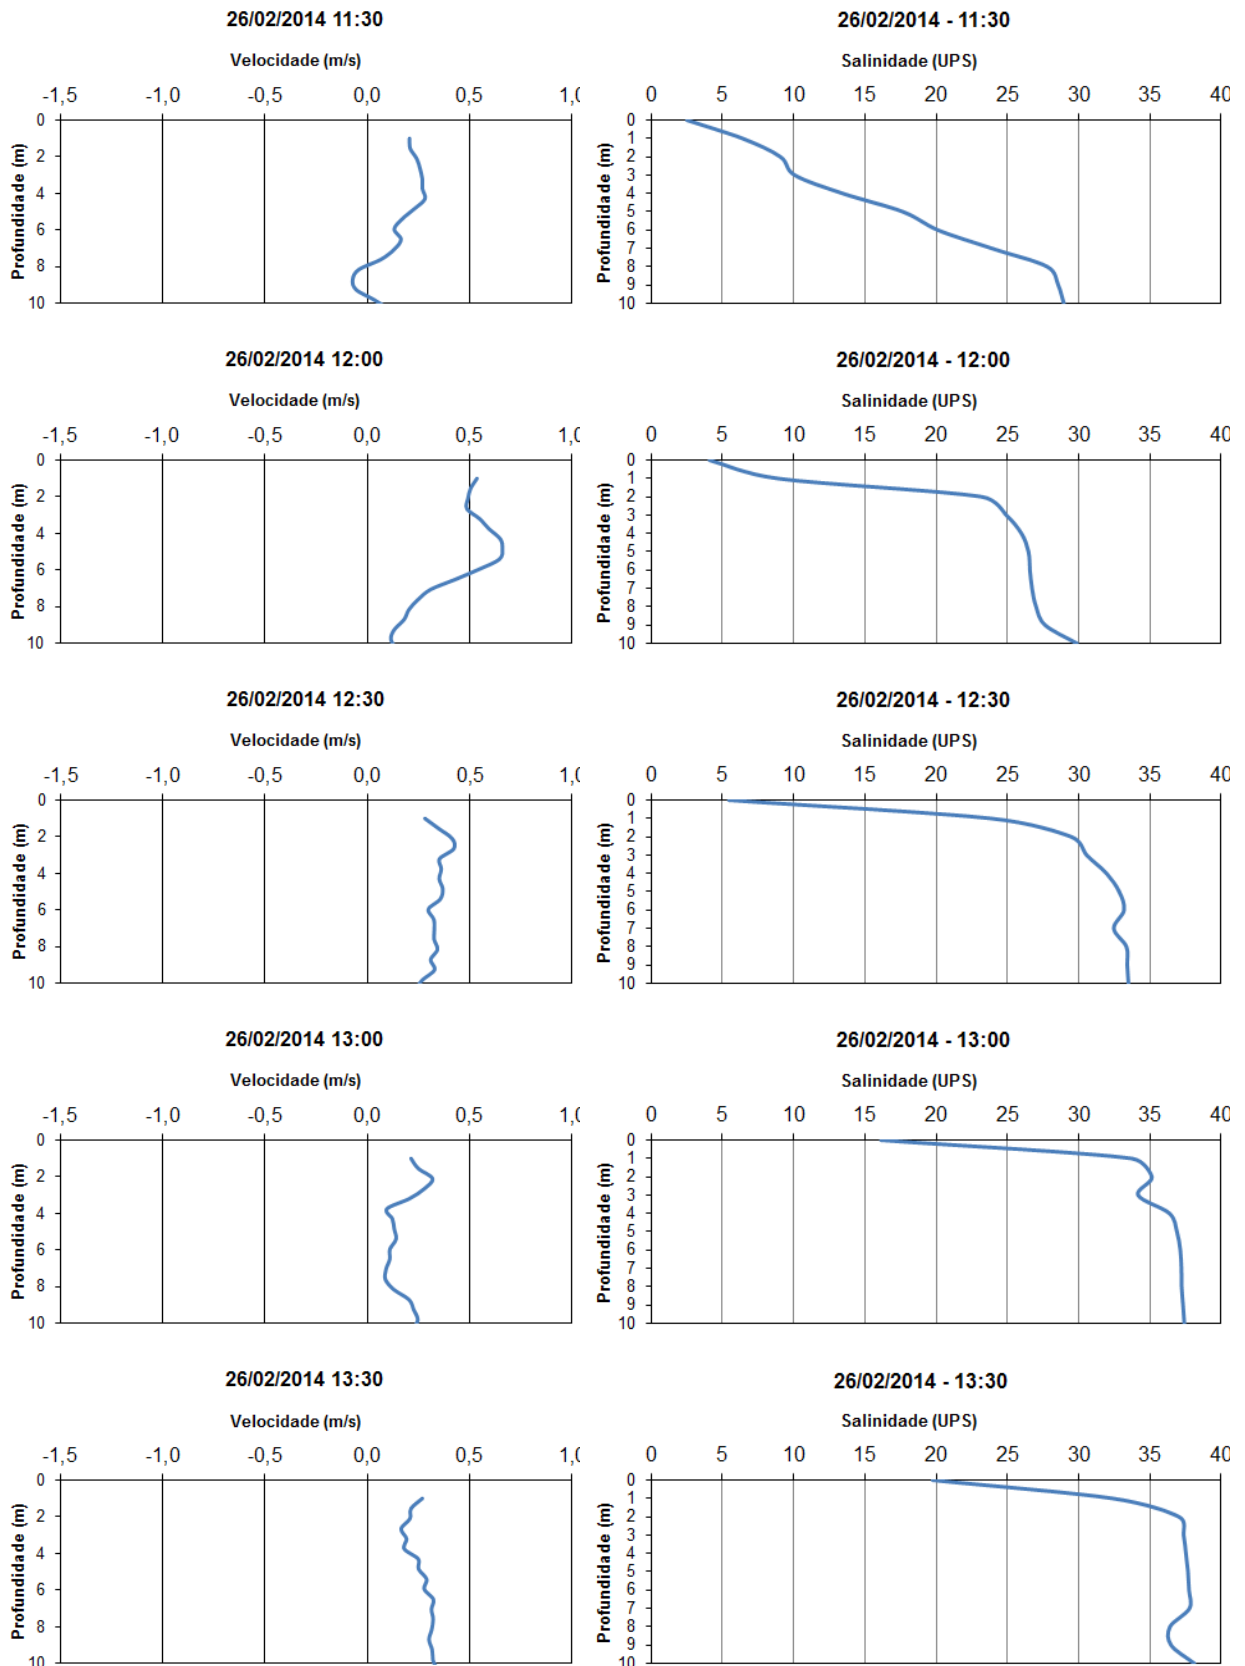 26/02/2014 11:30
Velocidade (m/s)
-1,5 -1,0 -0,5 0,0 0,5 1,0
Profundidade (m)
0
2
4
6
8
10
26/02/2014 - 11:30
Salinidade (UPS)
0 5 10 15 20 25 30 35 40
Profundidade (m)
0
1
2
3
4
5
6
7
8
9
10
26/02/2014 12:00
Velocidade (m/s)
-1,5 -1,0 -0,5 0,0 0,5 1,0
Profundidade (m)
0
2
4
6
8
10
26/02/2014 - 12:00
Salinidade (UPS)
0 5 10 15 20 25 30 35 40
Profundidade (m)
0
1
2
3
4
5
6
7
8
9
10
26/02/2014 12:30
Velocidade (m/s)
-1,5 -1,0 -0,5 0,0 0,5 1,0
Profundidade (m)
0
2
4
6
8
10
26/02/2014 - 12:30
Salinidade (UPS)
0 5 10 15 20 25 30 35 40
Profundidade (m)
0
1
2
3
4
5
6
7
8
9
10
26/02/2014 13:00
Velocidade (m/s)
-1,5 -1,0 -0,5 0,0 0,5 1,0
Profundidade (m)
0
2
4
6
8
10
26/02/2014 - 13:00
Salinidade (UPS)
0 5 10 15 20 25 30 35 40
Profundidade (m)
0
1
2
3
4
5
6
7
8
9
10
26/02/2014 13:30
Velocidade (m/s)
-1,5 -1,0 -0,5 0,0 0,5 1,0
Profundidade (m)
0
2
4
6
8
10
26/02/2014 - 13:30
Salinidade (UPS)
0 5 10 15 20 25 30 35 40
Profundidade (m)
0
1
2
3
4
5
6
7
8
9
10